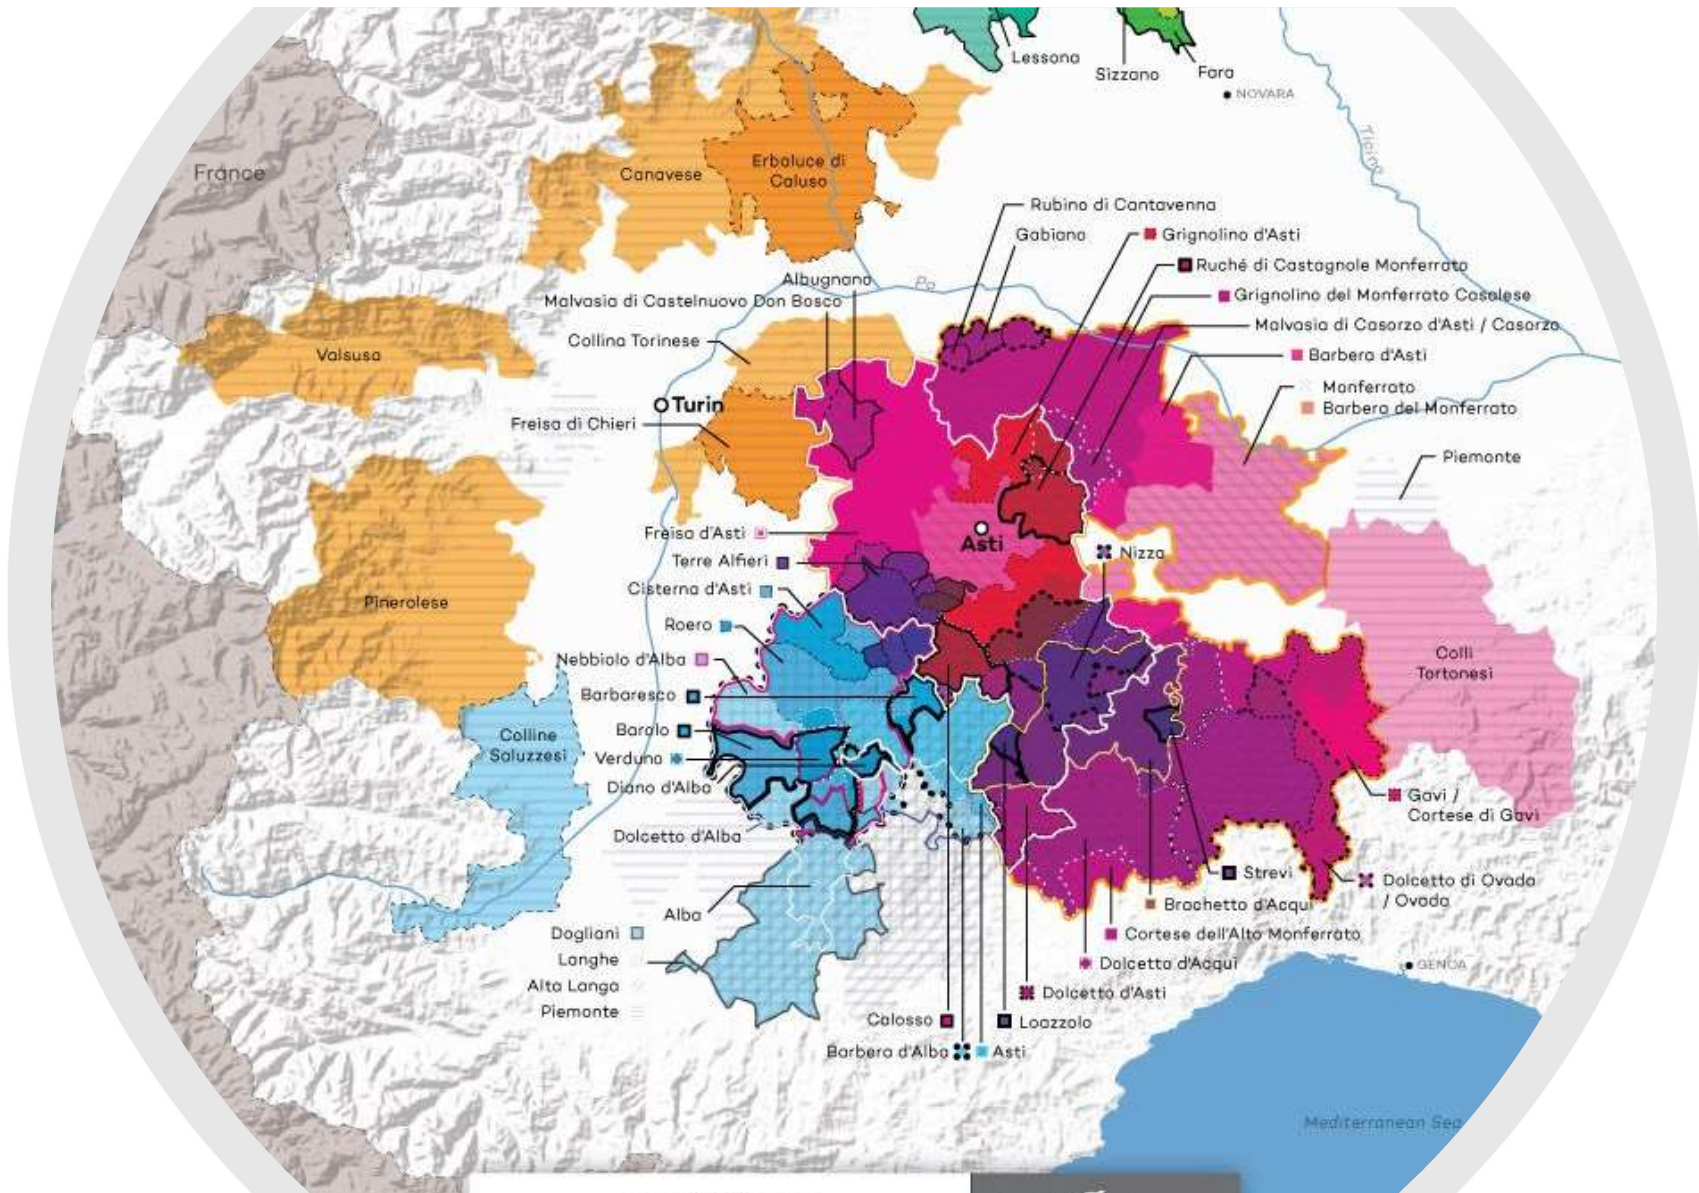 Lessona
Sizzano
Fara
NOVARA
Ticino
France
Canavese
Erbaluce di
Caluso
Rubino di Cantavenna
Gabiano
Grignolino d'Asti
Ruché di Castagnole Monferrato
Grignolino del Monferrato Casalese
Malvasia di Casorzo d'Asti / Casorzo
Barbera d'Asti
Monferrato
Barbera del Monferrato
Piemonte
Po
Albugnano
Malvasia di Castelnuovo Don Bosco
Collina Torinese
Valsusa
Turin
Freisa di Chieri
Freisa d'Asti
Asti
Nizza
Terre Alfieri
Cisterna d'Asti
Pinerolese
Roero
Nebbiolo d'Alba
Barbaresco
Barolo
Verduno
Diano d'Alba
Dolcetto d'Alba
Colline
Saluzzesi
Colli
Tortonesi
Gavi /
Cortese di Gavi
Strevi
Dolcetto di Ovada
/ Ovada
Brachetto d'Acqui
Cortese dell'Alto Monferrato
Dolcetto d'Acqui
GENOA
Dolcetto d'Asti
Alba
Dogliani
Langhe
Alta Langa
Piemonte
Calosso
Loazzolo
Barbera d'Alba
Asti
Mediterranean Sea